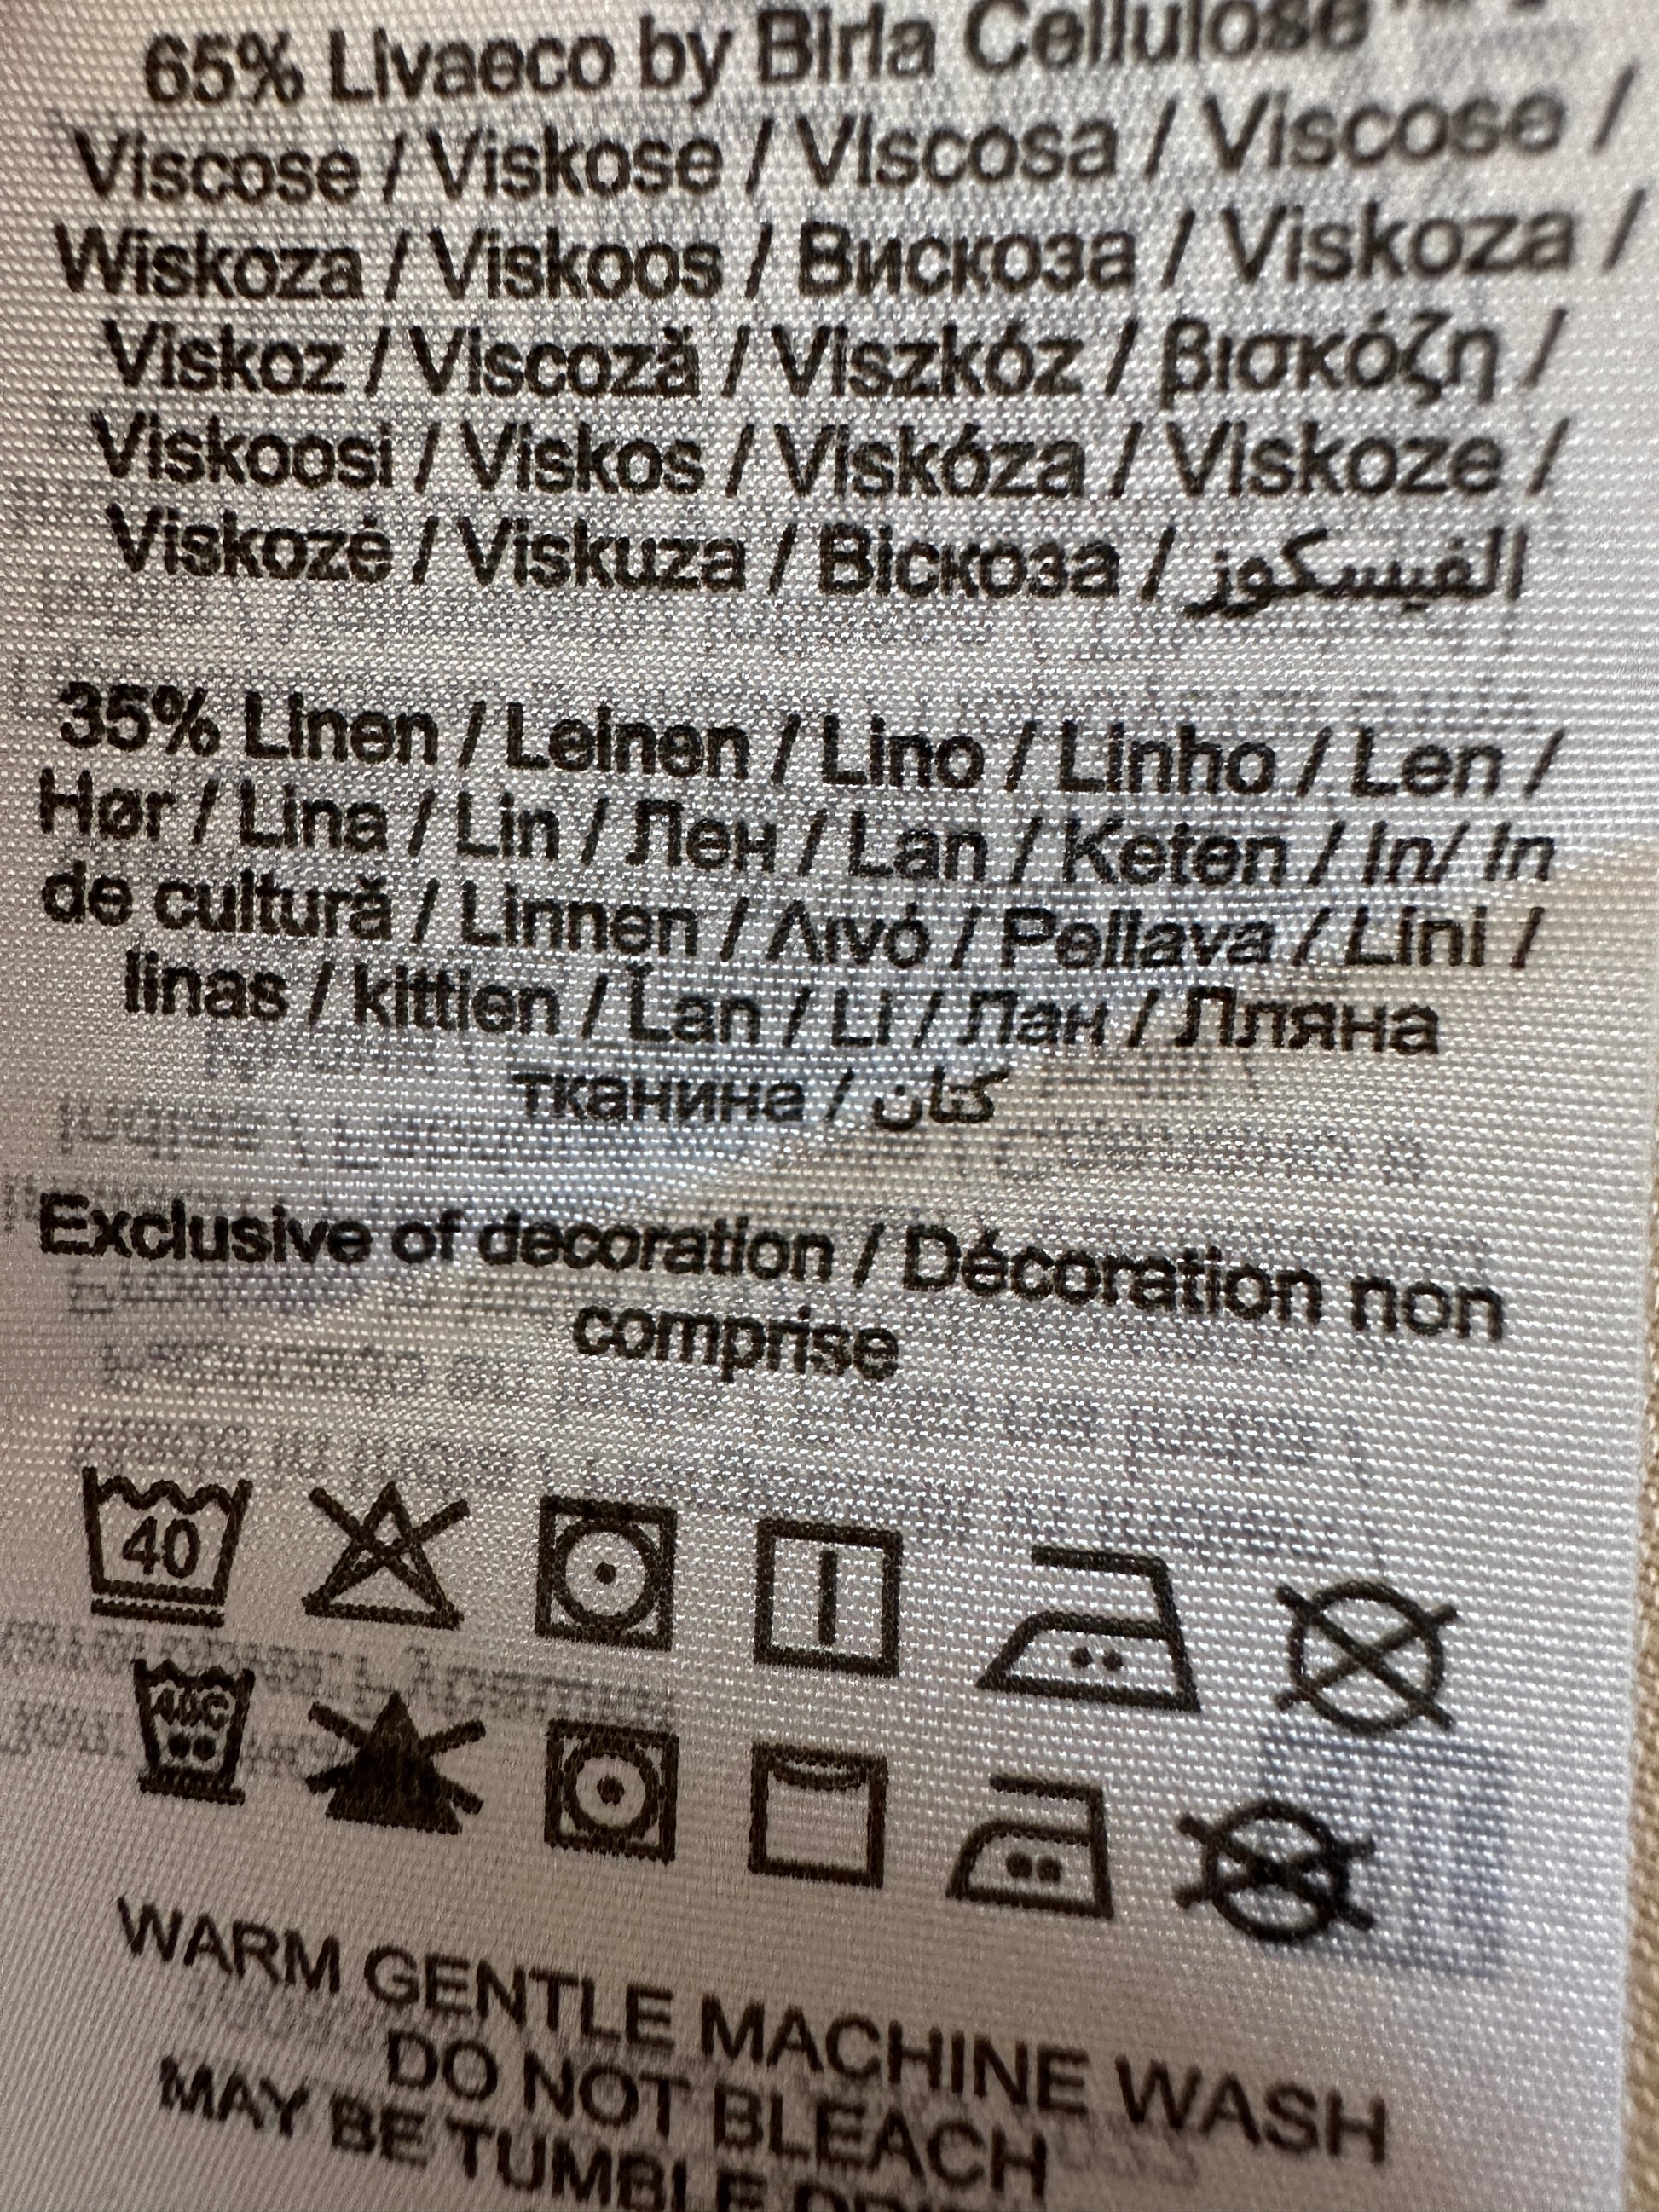 65% Livaeco by Birla Cellulose
Viscose / Viskose / Viscosa / Viscose /
Wiskoza / Viskoos / Вискоза / Viskoza /
Viskoz / Viscoză / Viszkóz / βισκόζη /
Viskoosi / Viskos / Viskóza / Viskoze /
Viskozė / Viskuza / Віскоза / الفيسكوز
35% Linen / Leinen / Lino / Linho / Len /
Hør / Lina / Lin / Лен / Lan / Keten / In/ In
de cultură / Linnen / Λινό / Pellava / Lini /
linas / kittien / Ľan / LI / Лан / Лляна
тканина / كتان
Exclusive of decoration / Décoration non
comprise
40
40C
WARM GENTLE MACHINE WASH
DO NOT BLEACH
MAY BE TUMBLE